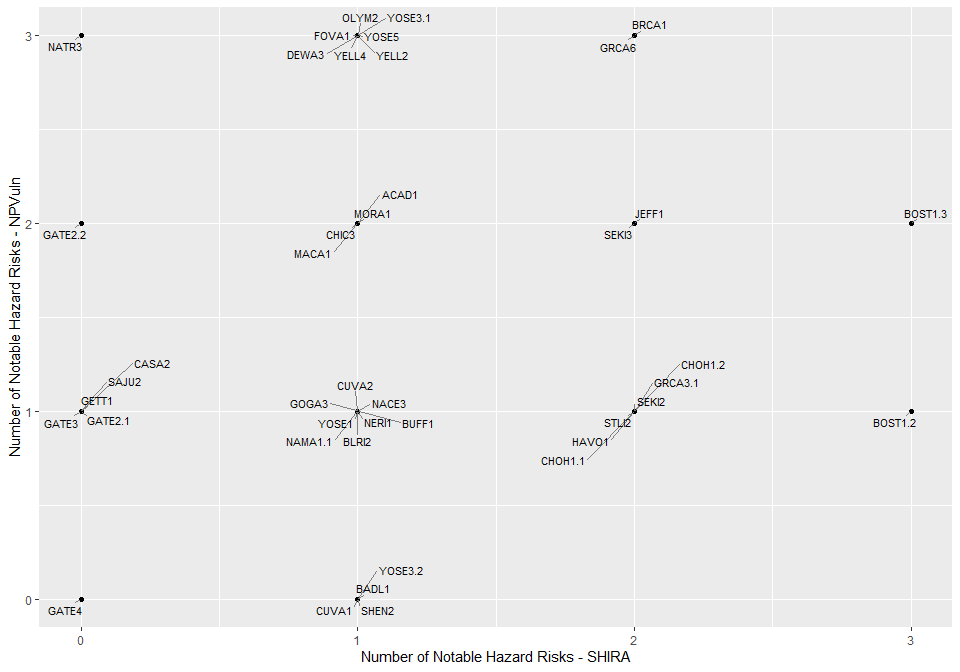 OLYM2 YOSE3.1
BRCA1
3 FOVA1 YOSE5
NATR3 GRCA6
DEWA3 YELL4 YELL2
ACAD1
MORA1 JEFF1 BOST1.3
2
GATE2.2 CHIC3 SEKI3
MACA1
CASA2 CHOH1.2
SAJU2 CUVA2 GRCA3.1
GETT1 GOGA3 NACE3 SEKI2
1
GATE3 GATE2.1 YOSE1 NERI1 BUFF1 STLI2 BOST1.2
NAMA1.1 BLRI2 HAVO1
CHOH1.1
YOSE3.2
BADL1
0
GATE4 CUVA1 SHEN2
0 1 2 3
Number of Notable Hazard Risks - SHIRA
Number of Notable Hazard Risks - NPVuln